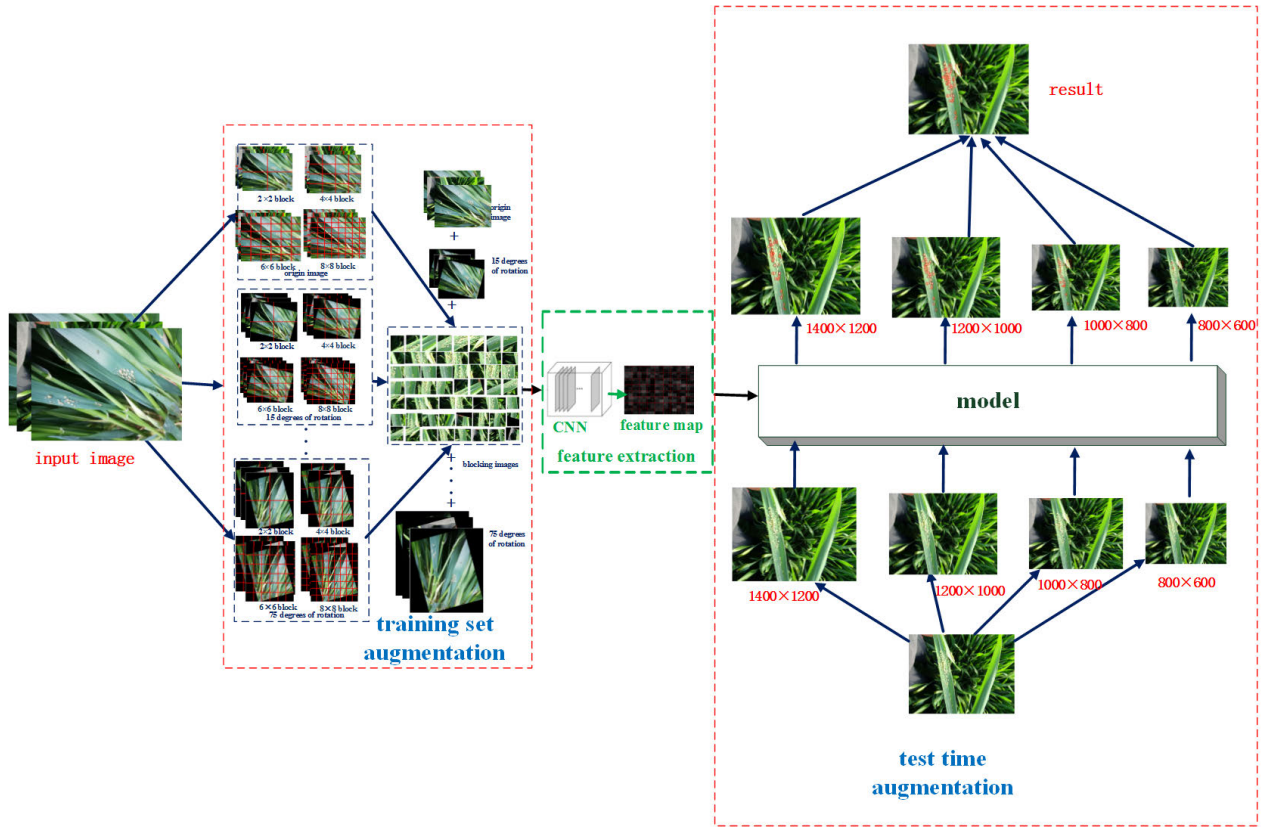 input image
2×2 block
4×4 block
6×6 block
8×8 block
origin image
2×2 block
4×4 block
6×6 block
8×8 block
15 degrees of rotation
2×2 block
4×4 block
6×6 block
8×8 block
75 degrees of rotation
origin
image
+
15 degrees
of rotation
+
+
blocking images
+
75 degrees
of rotation
training set
augmentation
CNN
feature map
feature extraction
result
1400×1200
1200×1000
1000×800
800×600
model
1400×1200
1200×1000
1000×800
800×600
test time
augmentation